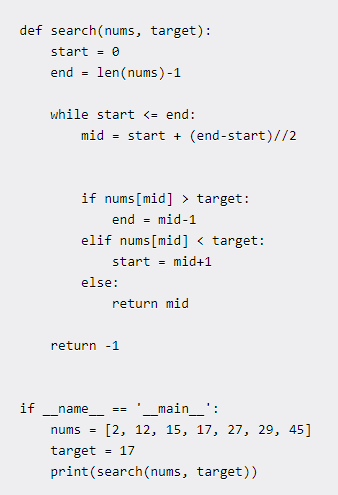 def search(nums, target):
    start = 0
    end = len(nums)-1
    while start <= end:
        mid = start + (end-start)//2
        if nums[mid] > target:
            end = mid-1
        elif nums[mid] < target:
            start = mid+1
        else:
            return mid
    return -1
if __name__ == '__main__':
    nums = [2, 12, 15, 17, 27, 29, 45]
    target = 17
    print(search(nums, target))